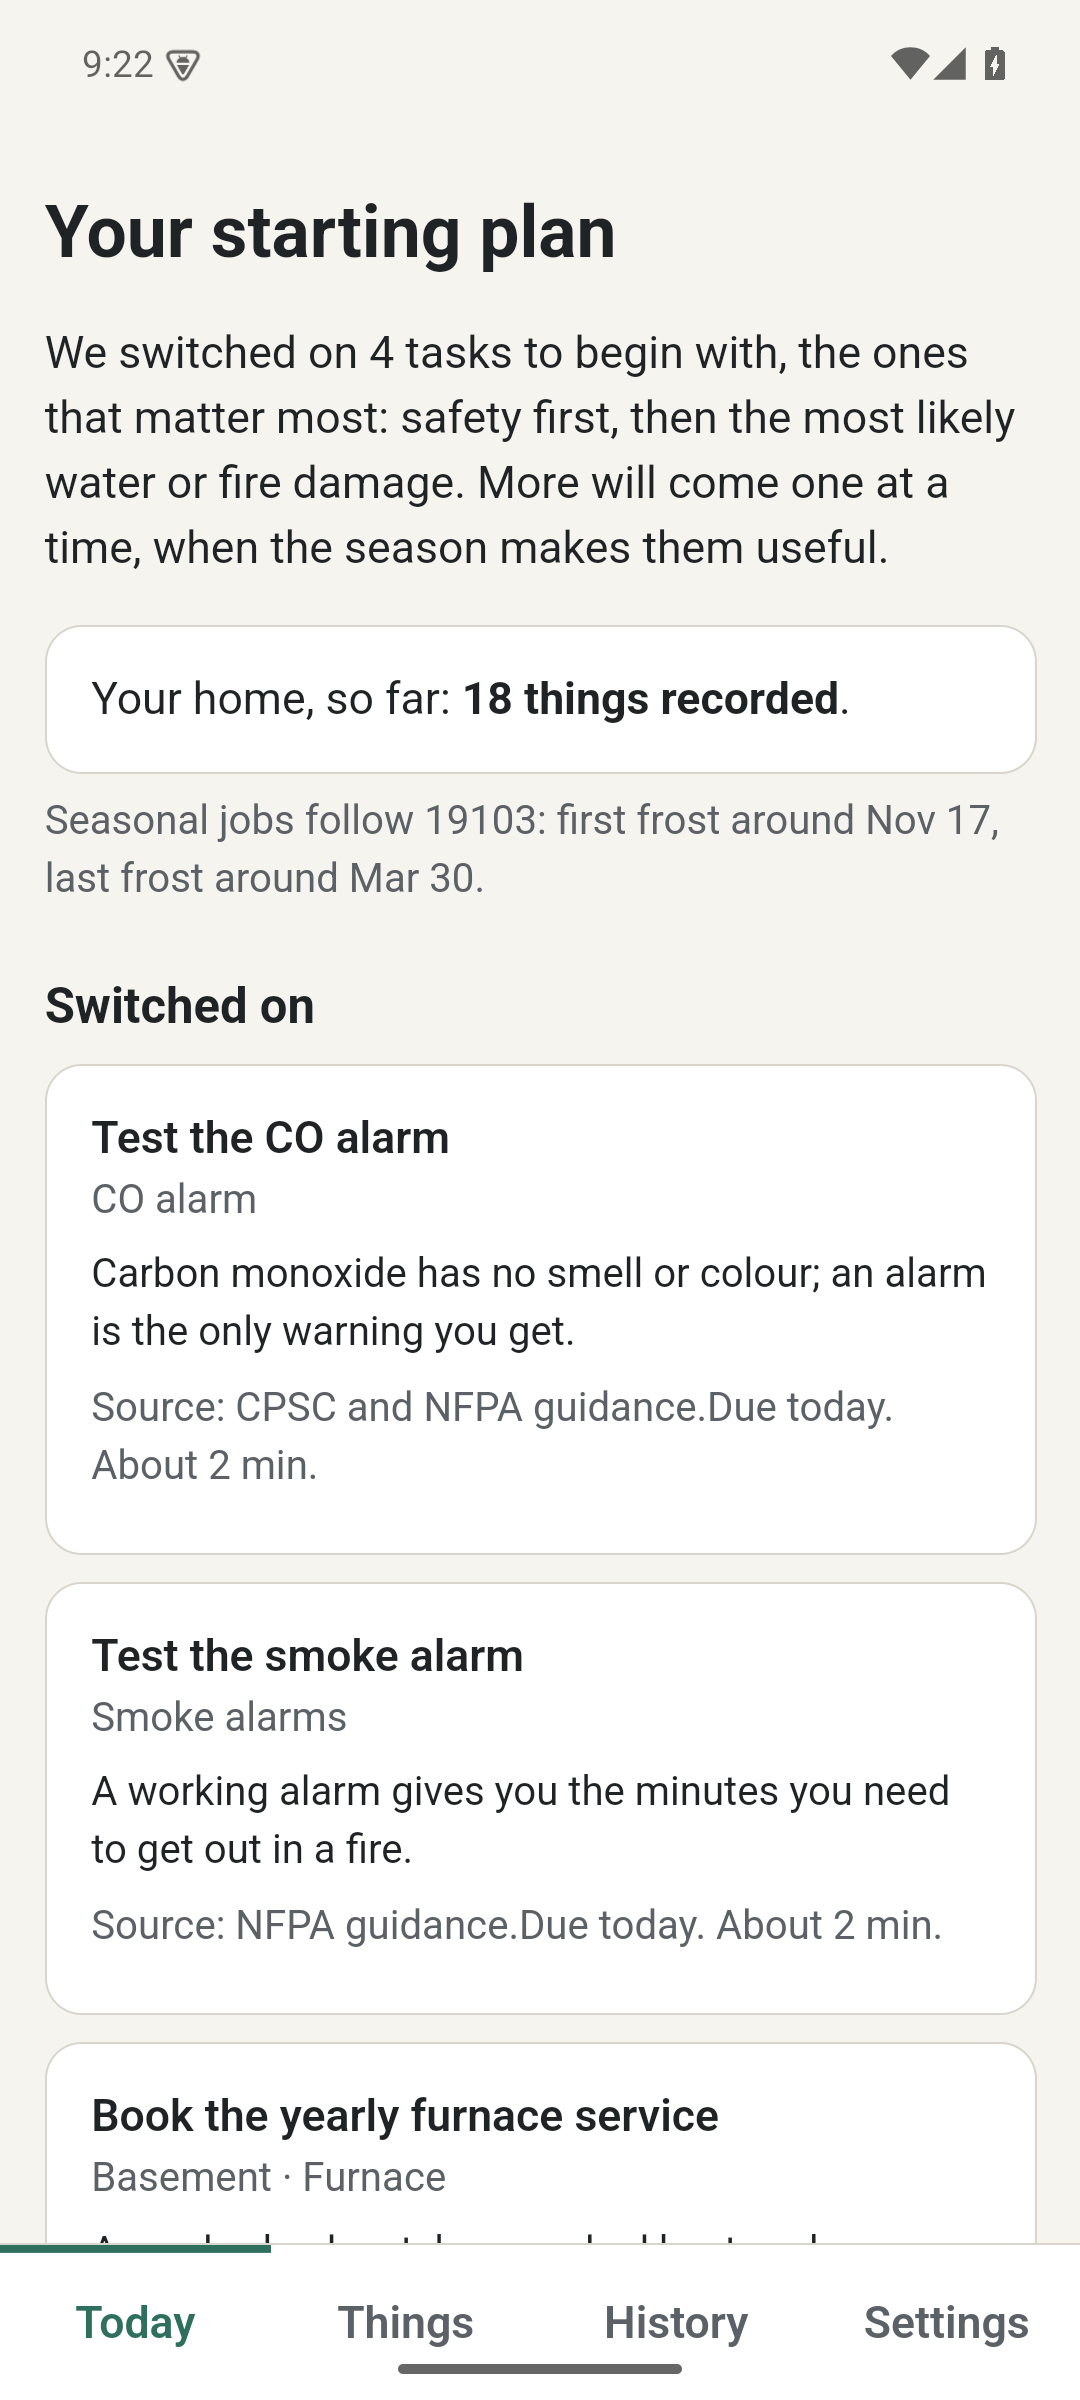 9:22
Your starting plan
We switched on 4 tasks to begin with, the ones
that matter most: safety first, then the most likely
water or fire damage. More will come one at a
time, when the season makes them useful.
Your home, so far: 18 things recorded.
Seasonal jobs follow 19103: first frost around Nov 17,
last frost around Mar 30.
Switched on
Test the CO alarm
CO alarm
Carbon monoxide has no smell or colour; an alarm
is the only warning you get.
Source: CPSC and NFPA guidance.Due today.
About 2 min.
Test the smoke alarm
Smoke alarms
A working alarm gives you the minutes you need
to get out in a fire.
Source: NFPA guidance.Due today. About 2 min.
Book the yearly furnace service
Basement · Furnace
Today
Things
History
Settings